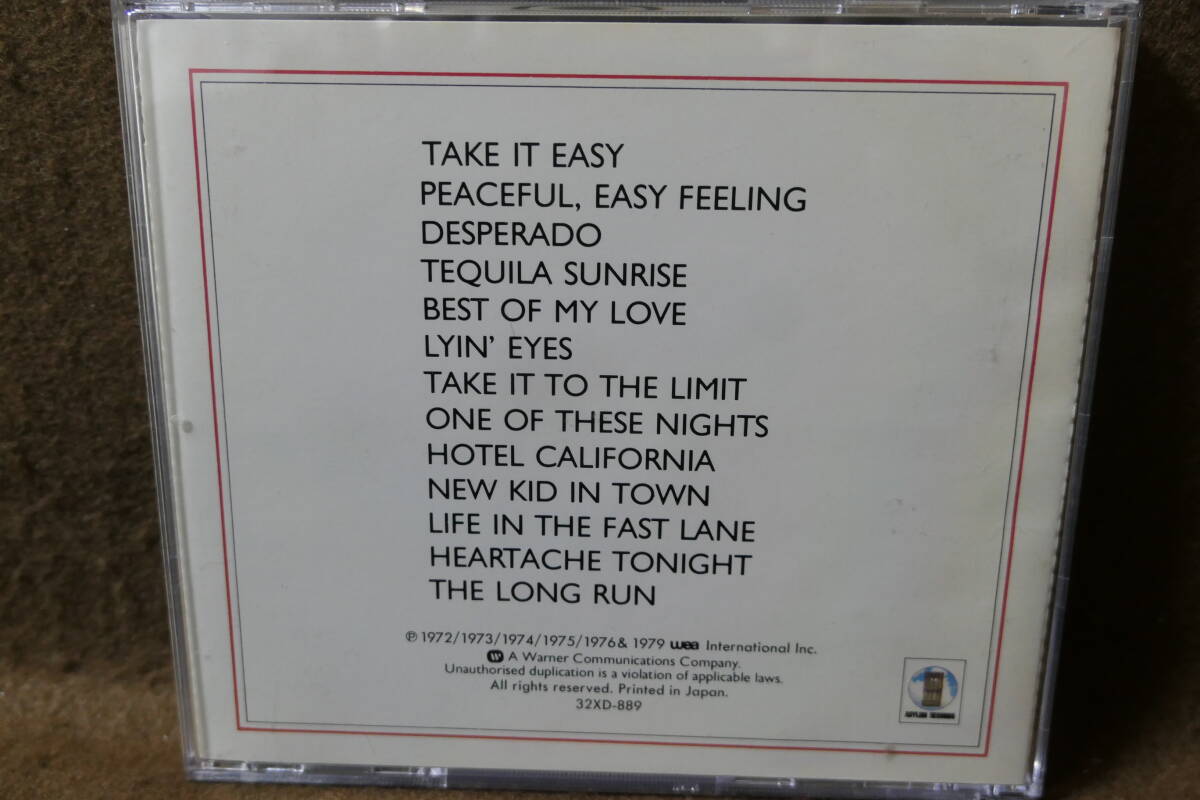 TAKE IT EASY
PEACEFUL, EASY FEELING
DESPERADO
TEQUILA SUNRISE
BEST OF MY LOVE
LYIN' EYES
TAKE IT TO THE LIMIT
ONE OF THESE NIGHTS
HOTEL CALIFORNIA
NEW KID IN TOWN
LIFE IN THE FAST LANE
HEARTACHE TONIGHT
THE LONG RUN
℗ 1972/1973/1974/1975/1976& 1979 wea International Inc.
W A Warner Communications Company.
Unauthorised duplication is a violation of applicable laws.
All rights reserved. Printed in Japan.
32XD-889
ASYLUM RECORDS